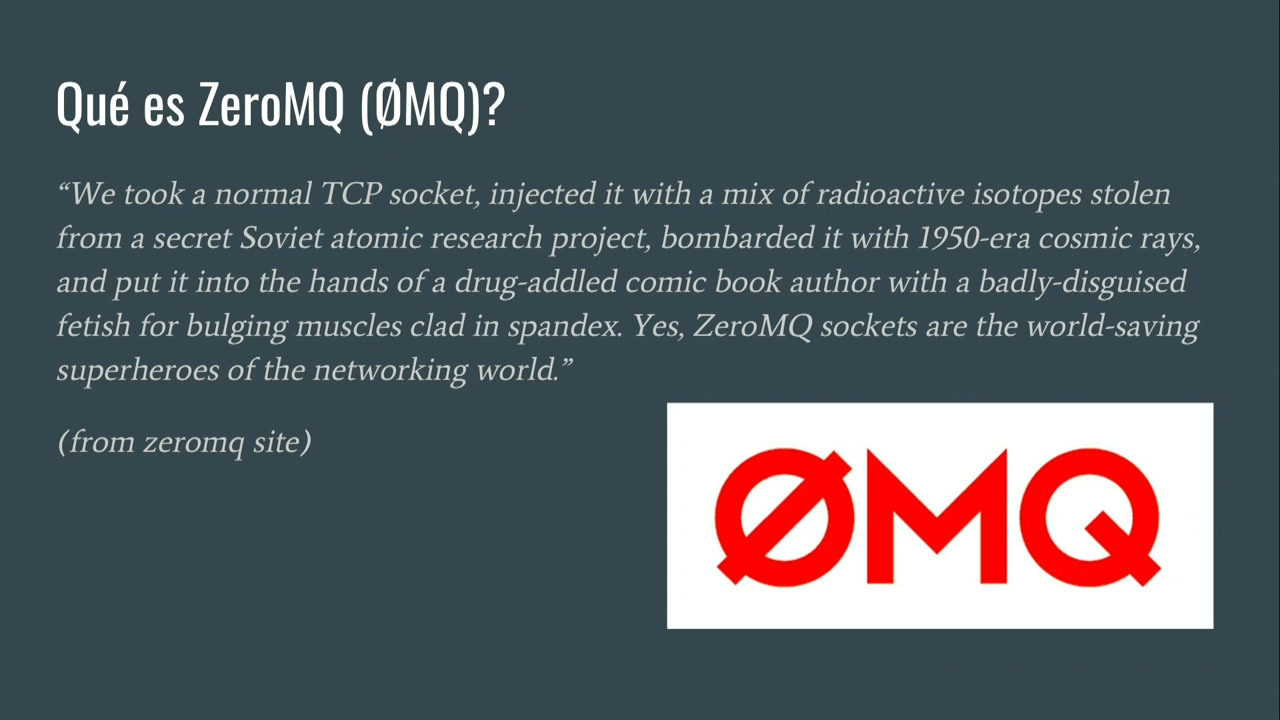 Qué es ZeroMQ (ØMQ)?
“We took a normal TCP socket, injected it with a mix of radioactive isotopes stolen
from a secret Soviet atomic research project, bombarded it with 1950-era cosmic rays,
and put it into the hands of a drug-addled comic book author with a badly-disguised
fetish for bulging muscles clad in spandex. Yes, ZeroMQ sockets are the world-saving
superheroes of the networking world.”
(from zeromq site)
ØMQ